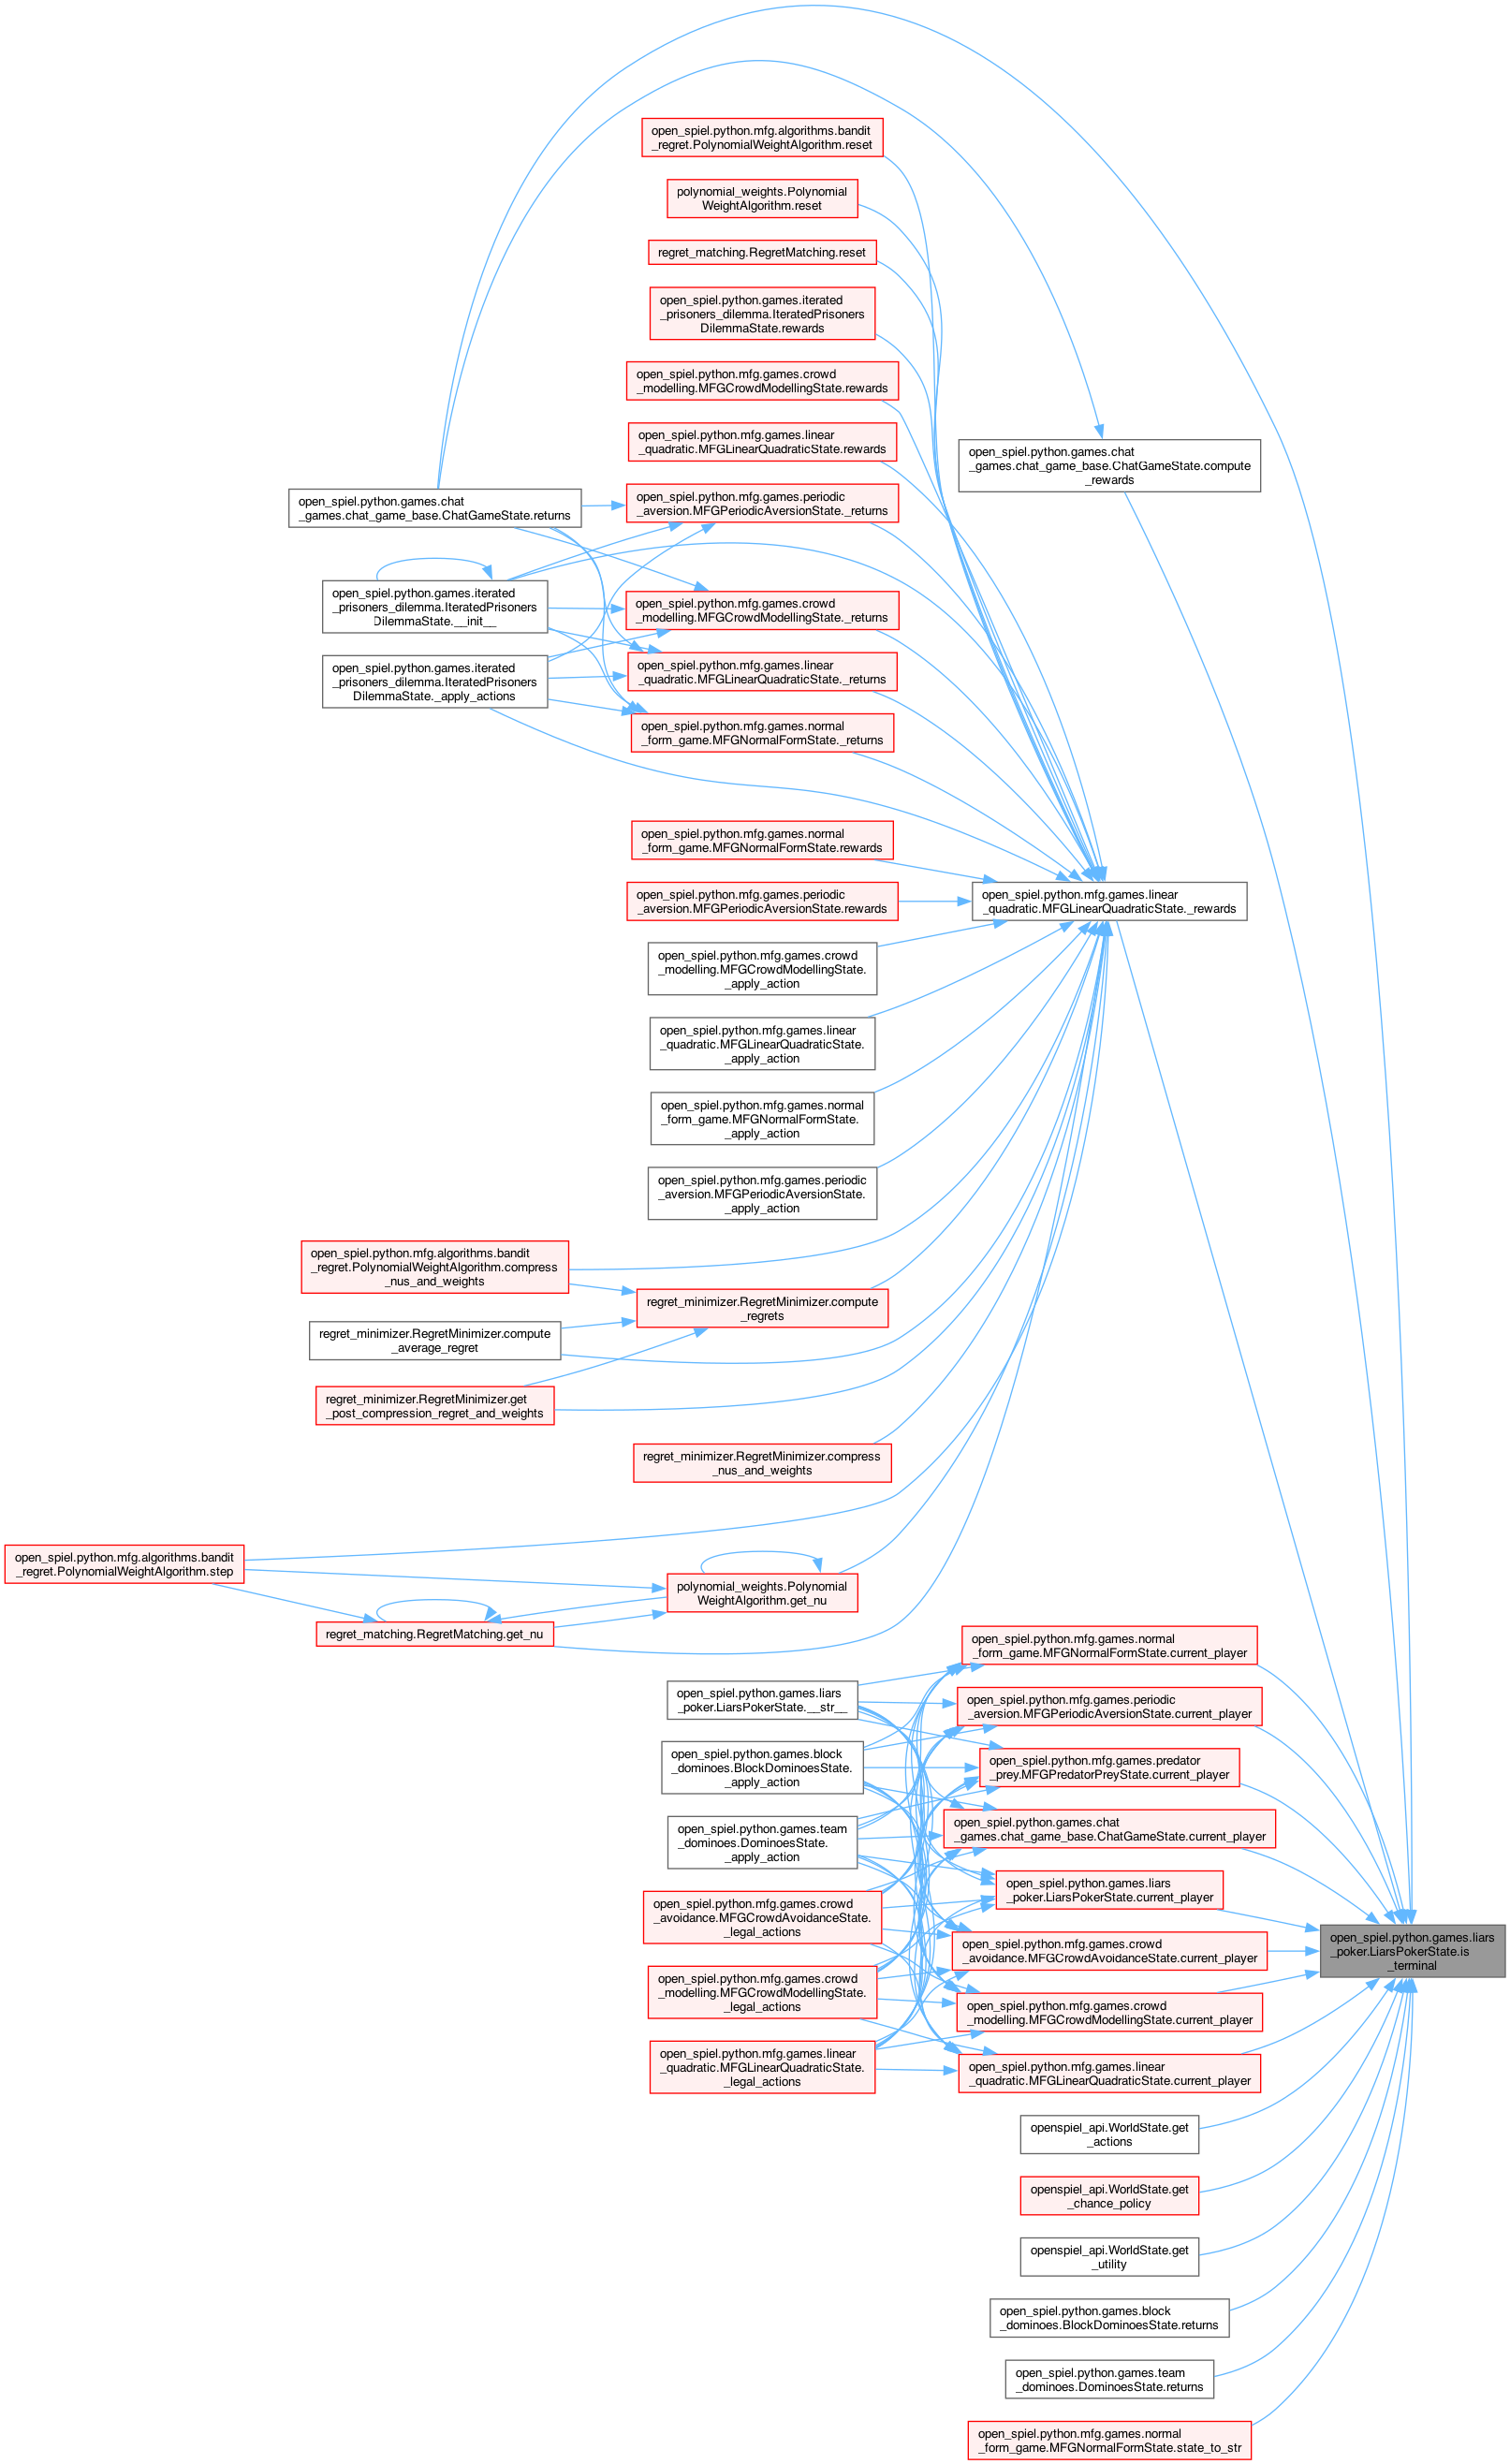 open_spiel.python.mfg.algorithms.bandit
_regret.PolynomialWeightAlgorithm.reset
polynomial_weights.Polynomial
WeightAlgorithm.reset
regret_matching.RegretMatching.reset
open_spiel.python.games.iterated
_prisoners_dilemma.IteratedPrisoners
DilemmaState.rewards
open_spiel.python.mfg.games.crowd
_modelling.MFGCrowdModellingState.rewards
open_spiel.python.mfg.games.linear
_quadratic.MFGLinearQuadraticState.rewards
open_spiel.python.games.chat
_games.chat_game_base.ChatGameState.compute
_rewards
open_spiel.python.games.chat
_games.chat_game_base.ChatGameState.returns
open_spiel.python.mfg.games.periodic
_aversion.MFGPeriodicAversionState._returns
open_spiel.python.games.iterated
_prisoners_dilemma.IteratedPrisoners
DilemmaState.__init__
open_spiel.python.mfg.games.crowd
_modelling.MFGCrowdModellingState._returns
open_spiel.python.games.iterated
_prisoners_dilemma.IteratedPrisoners
DilemmaState._apply_actions
open_spiel.python.mfg.games.linear
_quadratic.MFGLinearQuadraticState._returns
open_spiel.python.mfg.games.normal
_form_game.MFGNormalFormState._returns
open_spiel.python.mfg.games.normal
_form_game.MFGNormalFormState.rewards
open_spiel.python.mfg.games.periodic
_aversion.MFGPeriodicAversionState.rewards
open_spiel.python.mfg.games.linear
_quadratic.MFGLinearQuadraticState._rewards
open_spiel.python.mfg.games.crowd
_modelling.MFGCrowdModellingState.
_apply_action
open_spiel.python.mfg.games.linear
_quadratic.MFGLinearQuadraticState.
_apply_action
open_spiel.python.mfg.games.normal
_form_game.MFGNormalFormState.
_apply_action
open_spiel.python.mfg.games.periodic
_aversion.MFGPeriodicAversionState.
_apply_action
open_spiel.python.mfg.algorithms.bandit
_regret.PolynomialWeightAlgorithm.compress
_nus_and_weights
regret_minimizer.RegretMinimizer.compute
_regrets
regret_minimizer.RegretMinimizer.compute
_average_regret
regret_minimizer.RegretMinimizer.get
_post_compression_regret_and_weights
regret_minimizer.RegretMinimizer.compress
_nus_and_weights
open_spiel.python.mfg.algorithms.bandit
_regret.PolynomialWeightAlgorithm.step
polynomial_weights.Polynomial
WeightAlgorithm.get_nu
regret_matching.RegretMatching.get_nu
open_spiel.python.mfg.games.normal
_form_game.MFGNormalFormState.current_player
open_spiel.python.games.liars
_poker.LiarsPokerState.__str__
open_spiel.python.mfg.games.periodic
_aversion.MFGPeriodicAversionState.current_player
open_spiel.python.games.block
_dominoes.BlockDominoesState.
_apply_action
open_spiel.python.mfg.games.predator
_prey.MFGPredatorPreyState.current_player
open_spiel.python.games.team
_dominoes.DominoesState.
_apply_action
open_spiel.python.games.chat
_games.chat_game_base.ChatGameState.current_player
open_spiel.python.games.liars
_poker.LiarsPokerState.current_player
open_spiel.python.mfg.games.crowd
_avoidance.MFGCrowdAvoidanceState.
_legal_actions
open_spiel.python.games.liars
_poker.LiarsPokerState.is
_terminal
open_spiel.python.mfg.games.crowd
_avoidance.MFGCrowdAvoidanceState.current_player
open_spiel.python.mfg.games.crowd
_modelling.MFGCrowdModellingState.
_legal_actions
open_spiel.python.mfg.games.crowd
_modelling.MFGCrowdModellingState.current_player
open_spiel.python.mfg.games.linear
_quadratic.MFGLinearQuadraticState.
_legal_actions
open_spiel.python.mfg.games.linear
_quadratic.MFGLinearQuadraticState.current_player
openspiel_api.WorldState.get
_actions
openspiel_api.WorldState.get
_chance_policy
openspiel_api.WorldState.get
_utility
open_spiel.python.games.block
_dominoes.BlockDominoesState.returns
open_spiel.python.games.team
_dominoes.DominoesState.returns
open_spiel.python.mfg.games.normal
_form_game.MFGNormalFormState.state_to_str